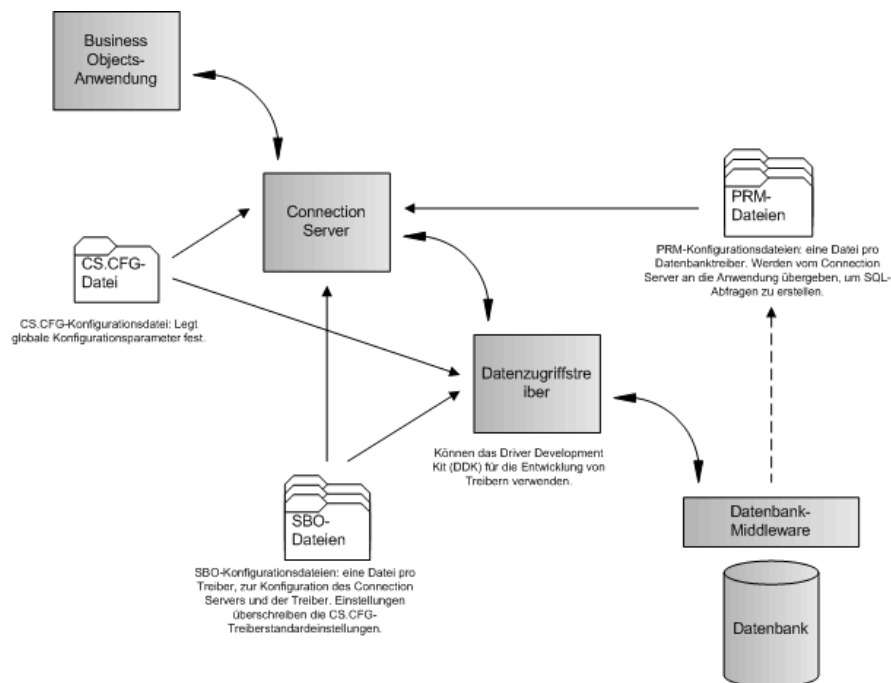 Business
Objects-
Anwendung
Connection
Server
PRM-
Dateien
PRM-Konfigurationsdateien: eine Datei pro
Datenbanktreiber. Werden vom Connection
Server an die Anwendung übergeben, um SQL-
Abfragen zu erstellen.
CS.CFG-
Datei
CS.CFG-Konfigurationsdatei: Legt
globale Konfigurationsparameter fest.
Datenzugriffstre
iber
Können das Driver Development
Kit (DDK) für die Entwicklung von
Treibern verwenden.
SBO-
Dateien
SBO-Konfigurationsdateien: eine Datei pro
Treiber, zur Konfiguration des Connection
Servers und der Treiber. Einstellungen
überschreiben die CS.CFG-
Treiberstandardeinstellungen.
Datenbank-
Middleware
Datenbank